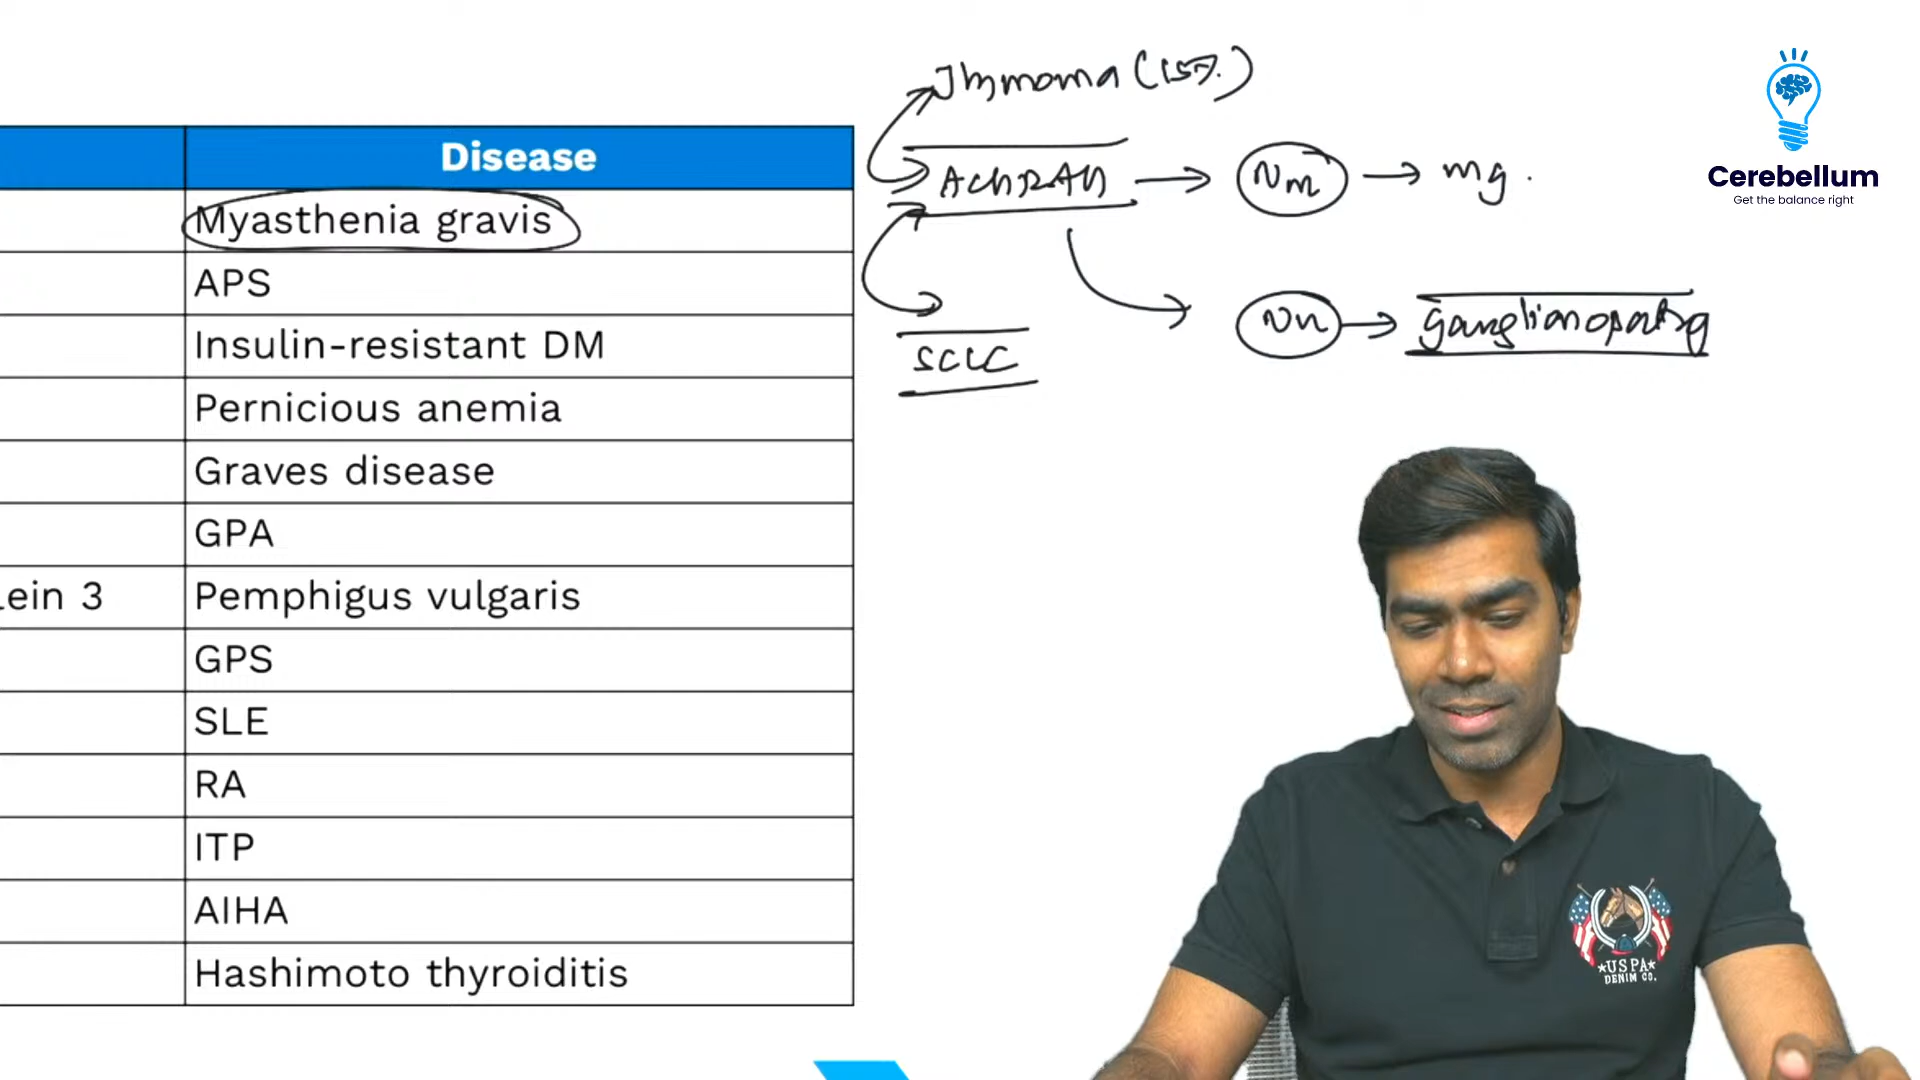 Thymoma (15%)
Cerebellum
Get the balance right
Disease
AChRAb → Nm → mg.
Myasthenia gravis
APS
Nn → ganglionopathy
Insulin-resistant DM
SCLC
Pernicious anemia
Graves disease
GPA
ein 3
Pemphigus vulgaris
GPS
SLE
RA
ITP
AIHA
USPA
DENIM CO.
Hashimoto thyroiditis